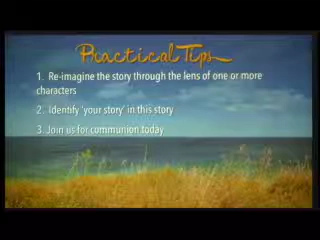 Practical Tips
1. Re-imagine the story through the lens of one or more
characters
2. Identify 'your story' in this story
3. Join us for communion today